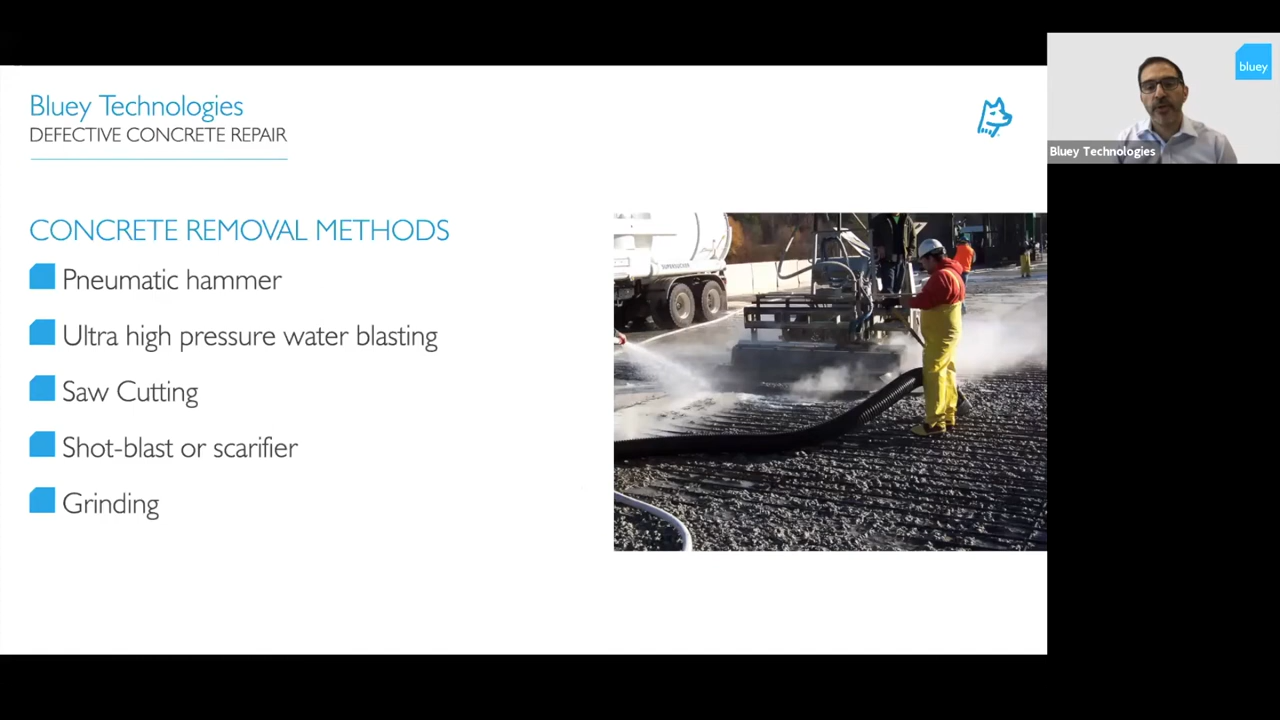 Bluey Technologies
DEFECTIVE CONCRETE REPAIR
CONCRETE REMOVAL METHODS
Pneumatic hammer
Ultra high pressure water blasting
Saw Cutting
Shot-blast or scarifier
Grinding
bluey
Bluey Technologies